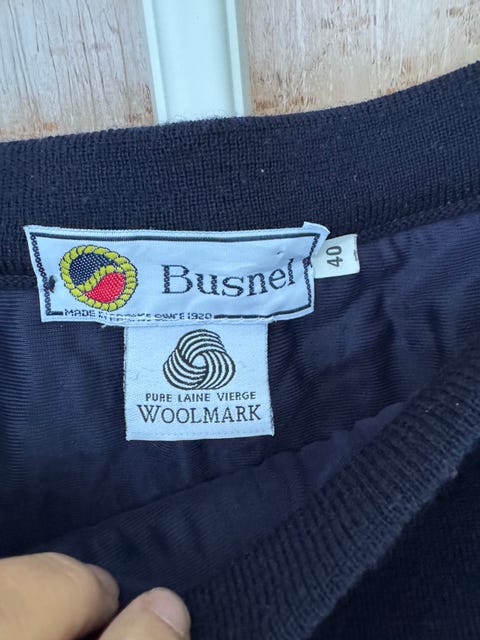 Busnel
40
MADE IN FRANCE SINCE 1920
PURE LAINE VIERGE
WOOLMARK